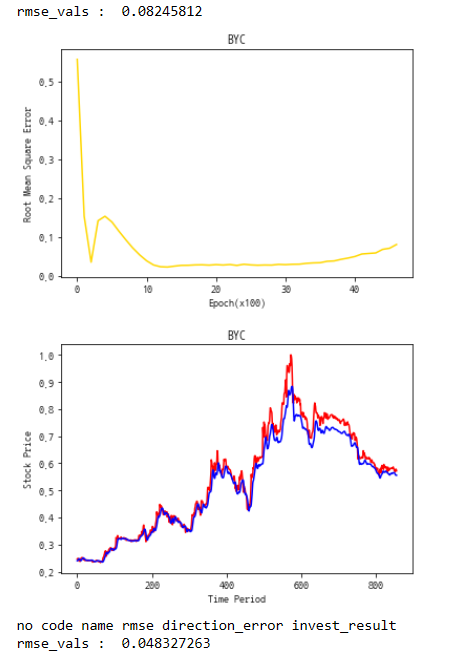 rmse_vals :  0.08245812
BYC
Root Mean Square Error
0,5
0,4
0,3
0,2
0,1
0,0
0 10 20 30 40
Epoch(x100)
BYC
Stock Price
1,0
0,9
0,8
0,7
0,6
0,5
0,4
0,3
0,2
0 200 400 600 800
Time Period
no code name rmse direction_error invest_result
rmse_vals :  0.048327263